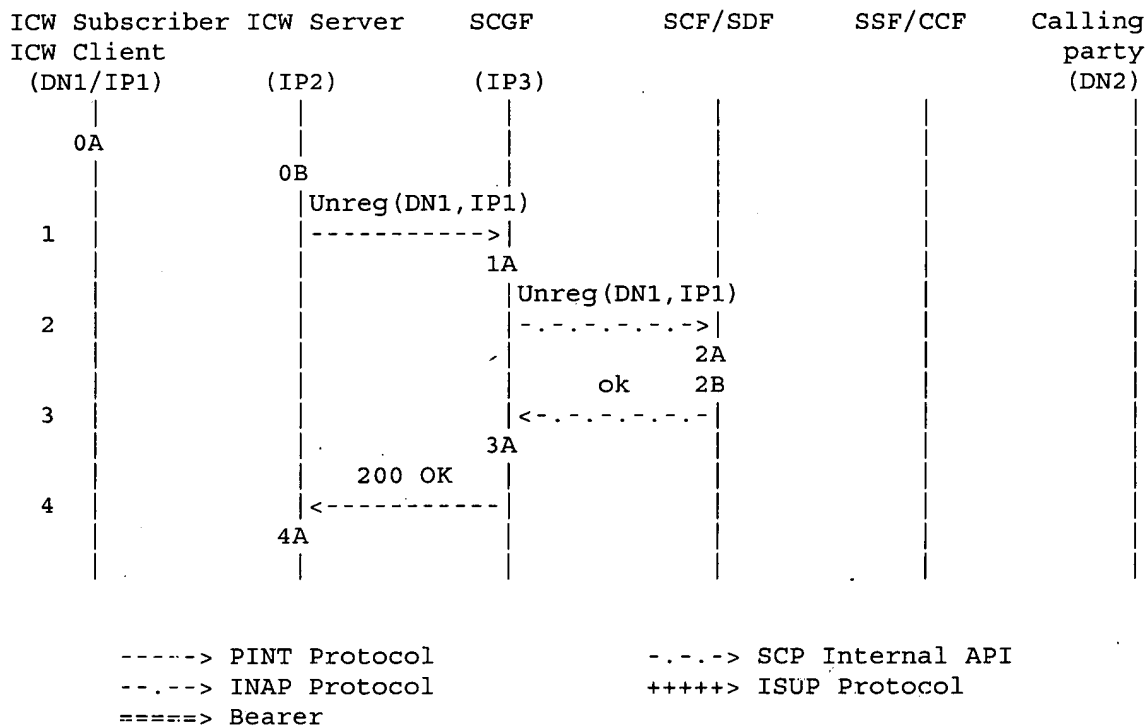 ICW Subscriber ICW Server SCGF SCF/SDF SSF/CCF Calling
ICW Client party
(DN1/IP1) (IP2) (IP3) (DN2)
0A
0B
Unreg(DN1,IP1)
1 ----------->
1A
Unreg(DN1,IP1)
2 -.-.-.-.-.->
2A
ok 2B
3 <-.-.-.-.-.-
3A
200 OK
4 <-----------
4A
-----> PINT Protocol -.-.-> SCP Internal API
--.--> INAP Protocol +++++> ISUP Protocol
=====> Bearer